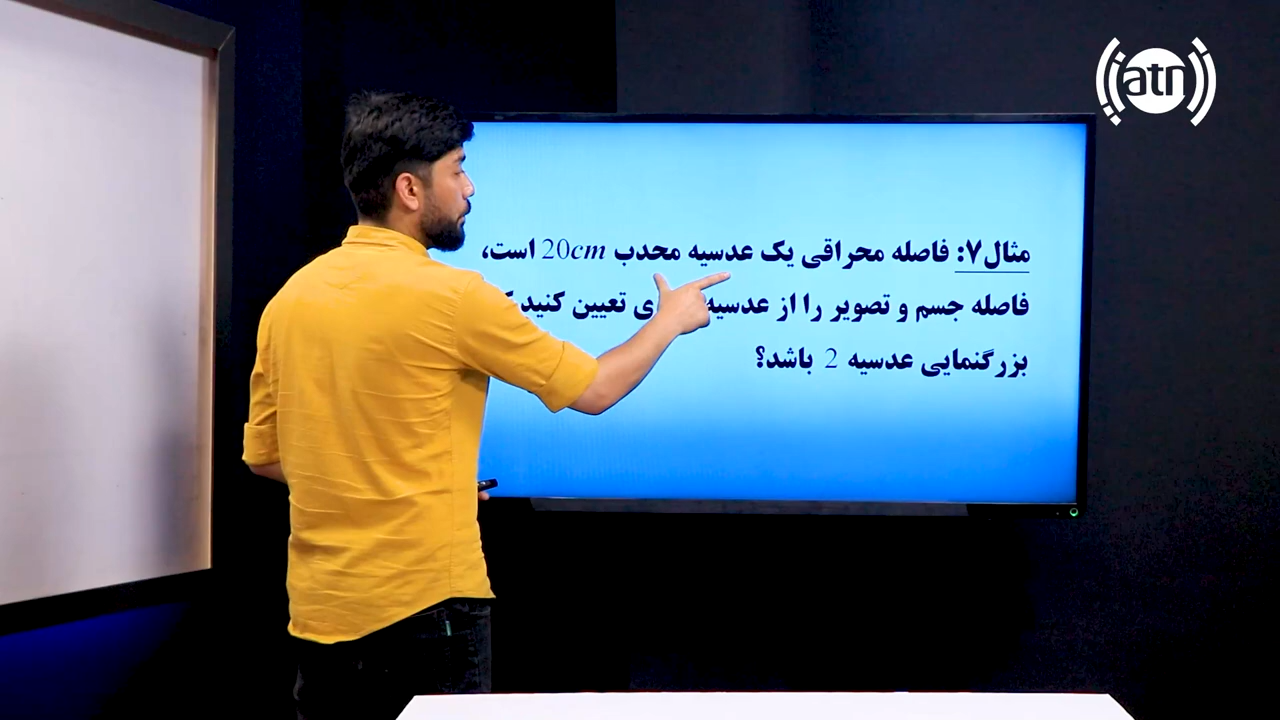 atn
مثال۷: فاصله محراقی یک عدسیه محدب 20cm است،
فاصله جسم و تصویر را از عدسیه تعیین کنید
بزرگنمایی عدسیه 2 باشد؟